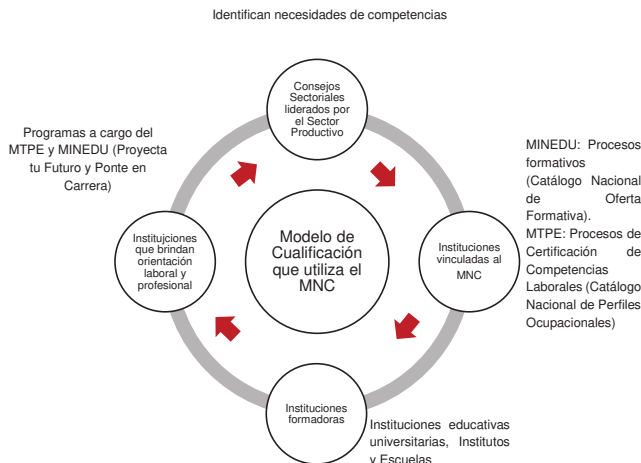 Identifican necesidades de competencias
Consejos
Sectoriales
liderados por
el Sector
Productivo
Programas a cargo del
MTPE y MINEDU (Proyecta
tu Futuro y Ponte en
Carrera)
MINEDU: Procesos
formativos
(Catálogo Nacional
de Oferta
Formativa).
MTPE: Procesos de
Certificación de
Competencias
Laborales (Catálogo
Nacional de Perfiles
Ocupacionales)
Institujciones
que brindan
orientación
laboral y
profesional
Modelo de
Cualificación
que utiliza el
MNC
Instituciones
vinculadas al
MNC
Instituciones
formadoras
Instituciones educativas
universitarias, Institutos
y Escuelas